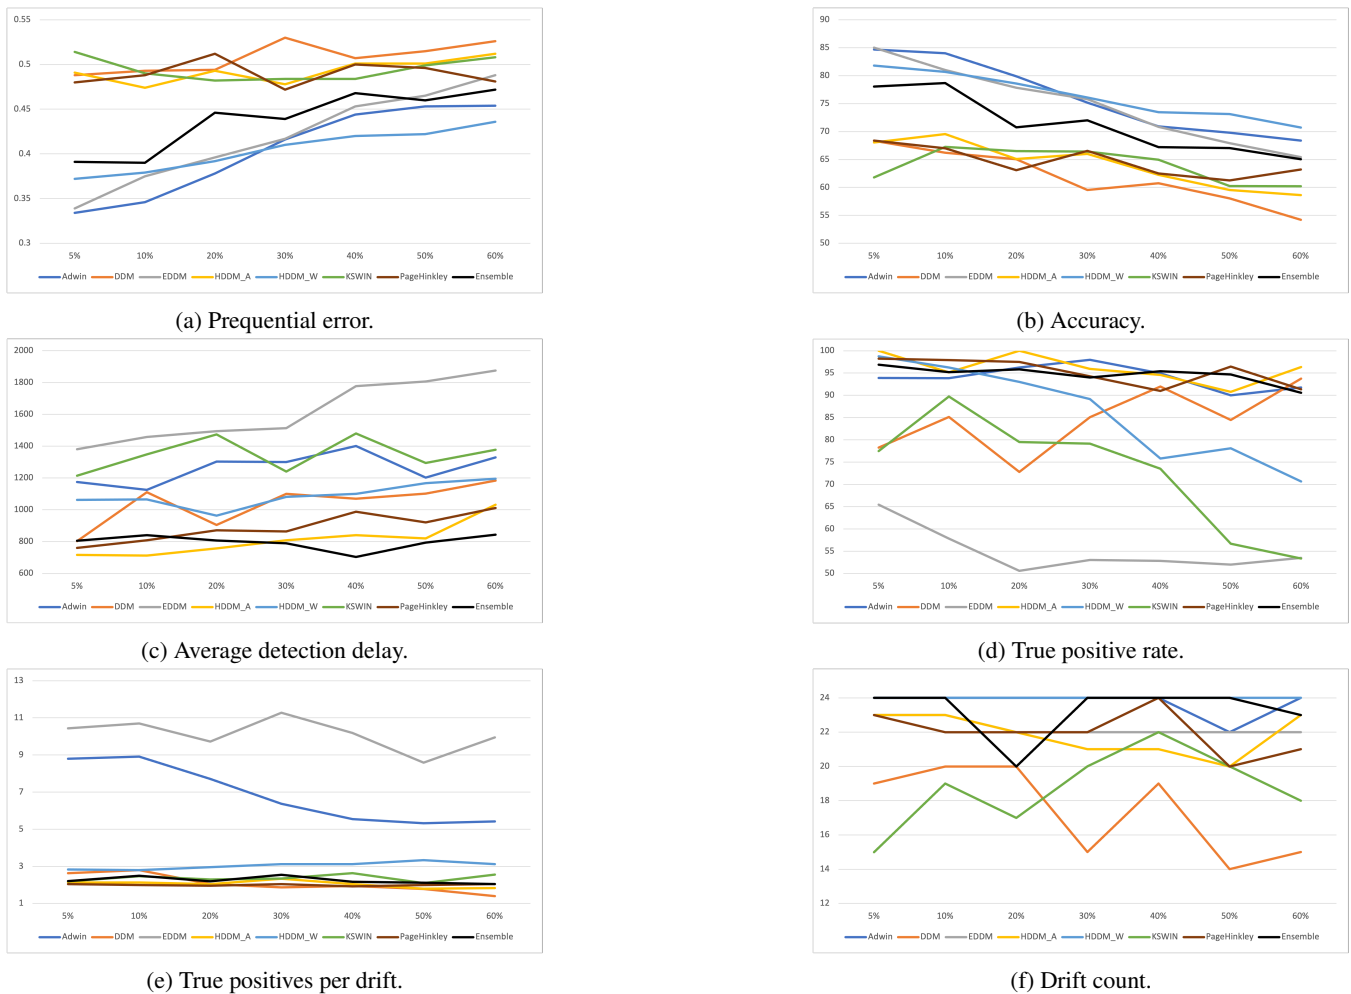 0.55
0.5
0.45
0.4
0.35
0.3
5% 10% 20% 30% 40% 50% 60%
Adwin DDM EDDM HDDM_A HDDM_W KSWIN PageHinkley Ensemble
(a) Prequential error.
90
85
80
75
70
65
60
55
50
5% 10% 20% 30% 40% 50% 60%
Adwin DDM EDDM HDDM_A HDDM_W KSWIN PageHinkley Ensemble
(b) Accuracy.
2000
1800
1600
1400
1200
1000
800
600
5% 10% 20% 30% 40% 50% 60%
Adwin DDM EDDM HDDM_A HDDM_W KSWIN PageHinkley Ensemble
(c) Average detection delay.
100
95
90
85
80
75
70
65
60
55
50
5% 10% 20% 30% 40% 50% 60%
Adwin DDM EDDM HDDM_A HDDM_W KSWIN PageHinkley Ensemble
(d) True positive rate.
13
11
9
7
5
3
1
5% 10% 20% 30% 40% 50% 60%
Adwin DDM EDDM HDDM_A HDDM_W KSWIN PageHinkley Ensemble
(e) True positives per drift.
24
22
20
18
16
14
12
5% 10% 20% 30% 40% 50% 60%
Adwin DDM EDDM HDDM_A HDDM_W KSWIN PageHinkley Ensemble
(f) Drift count.